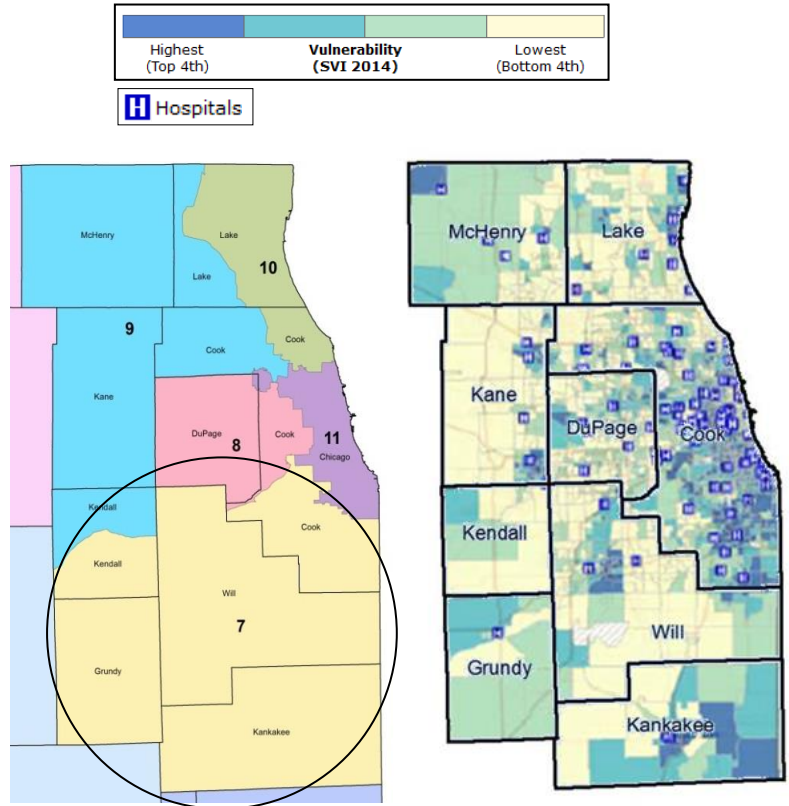 Highest
(Top 4th)
Vulnerability
(SVI 2014)
Lowest
(Bottom 4th)
H Hospitals
McHenry
Lake
10
Lake
9
Cook
Cook
Kane
DuPage
8
Cook
11
Chicago
Kendall
Cook
Kendall
Will
7
Grundy
Kankakee
McHenry
Lake
Kane
DuPage
Cook
Kendall
Will
Grundy
Kankakee